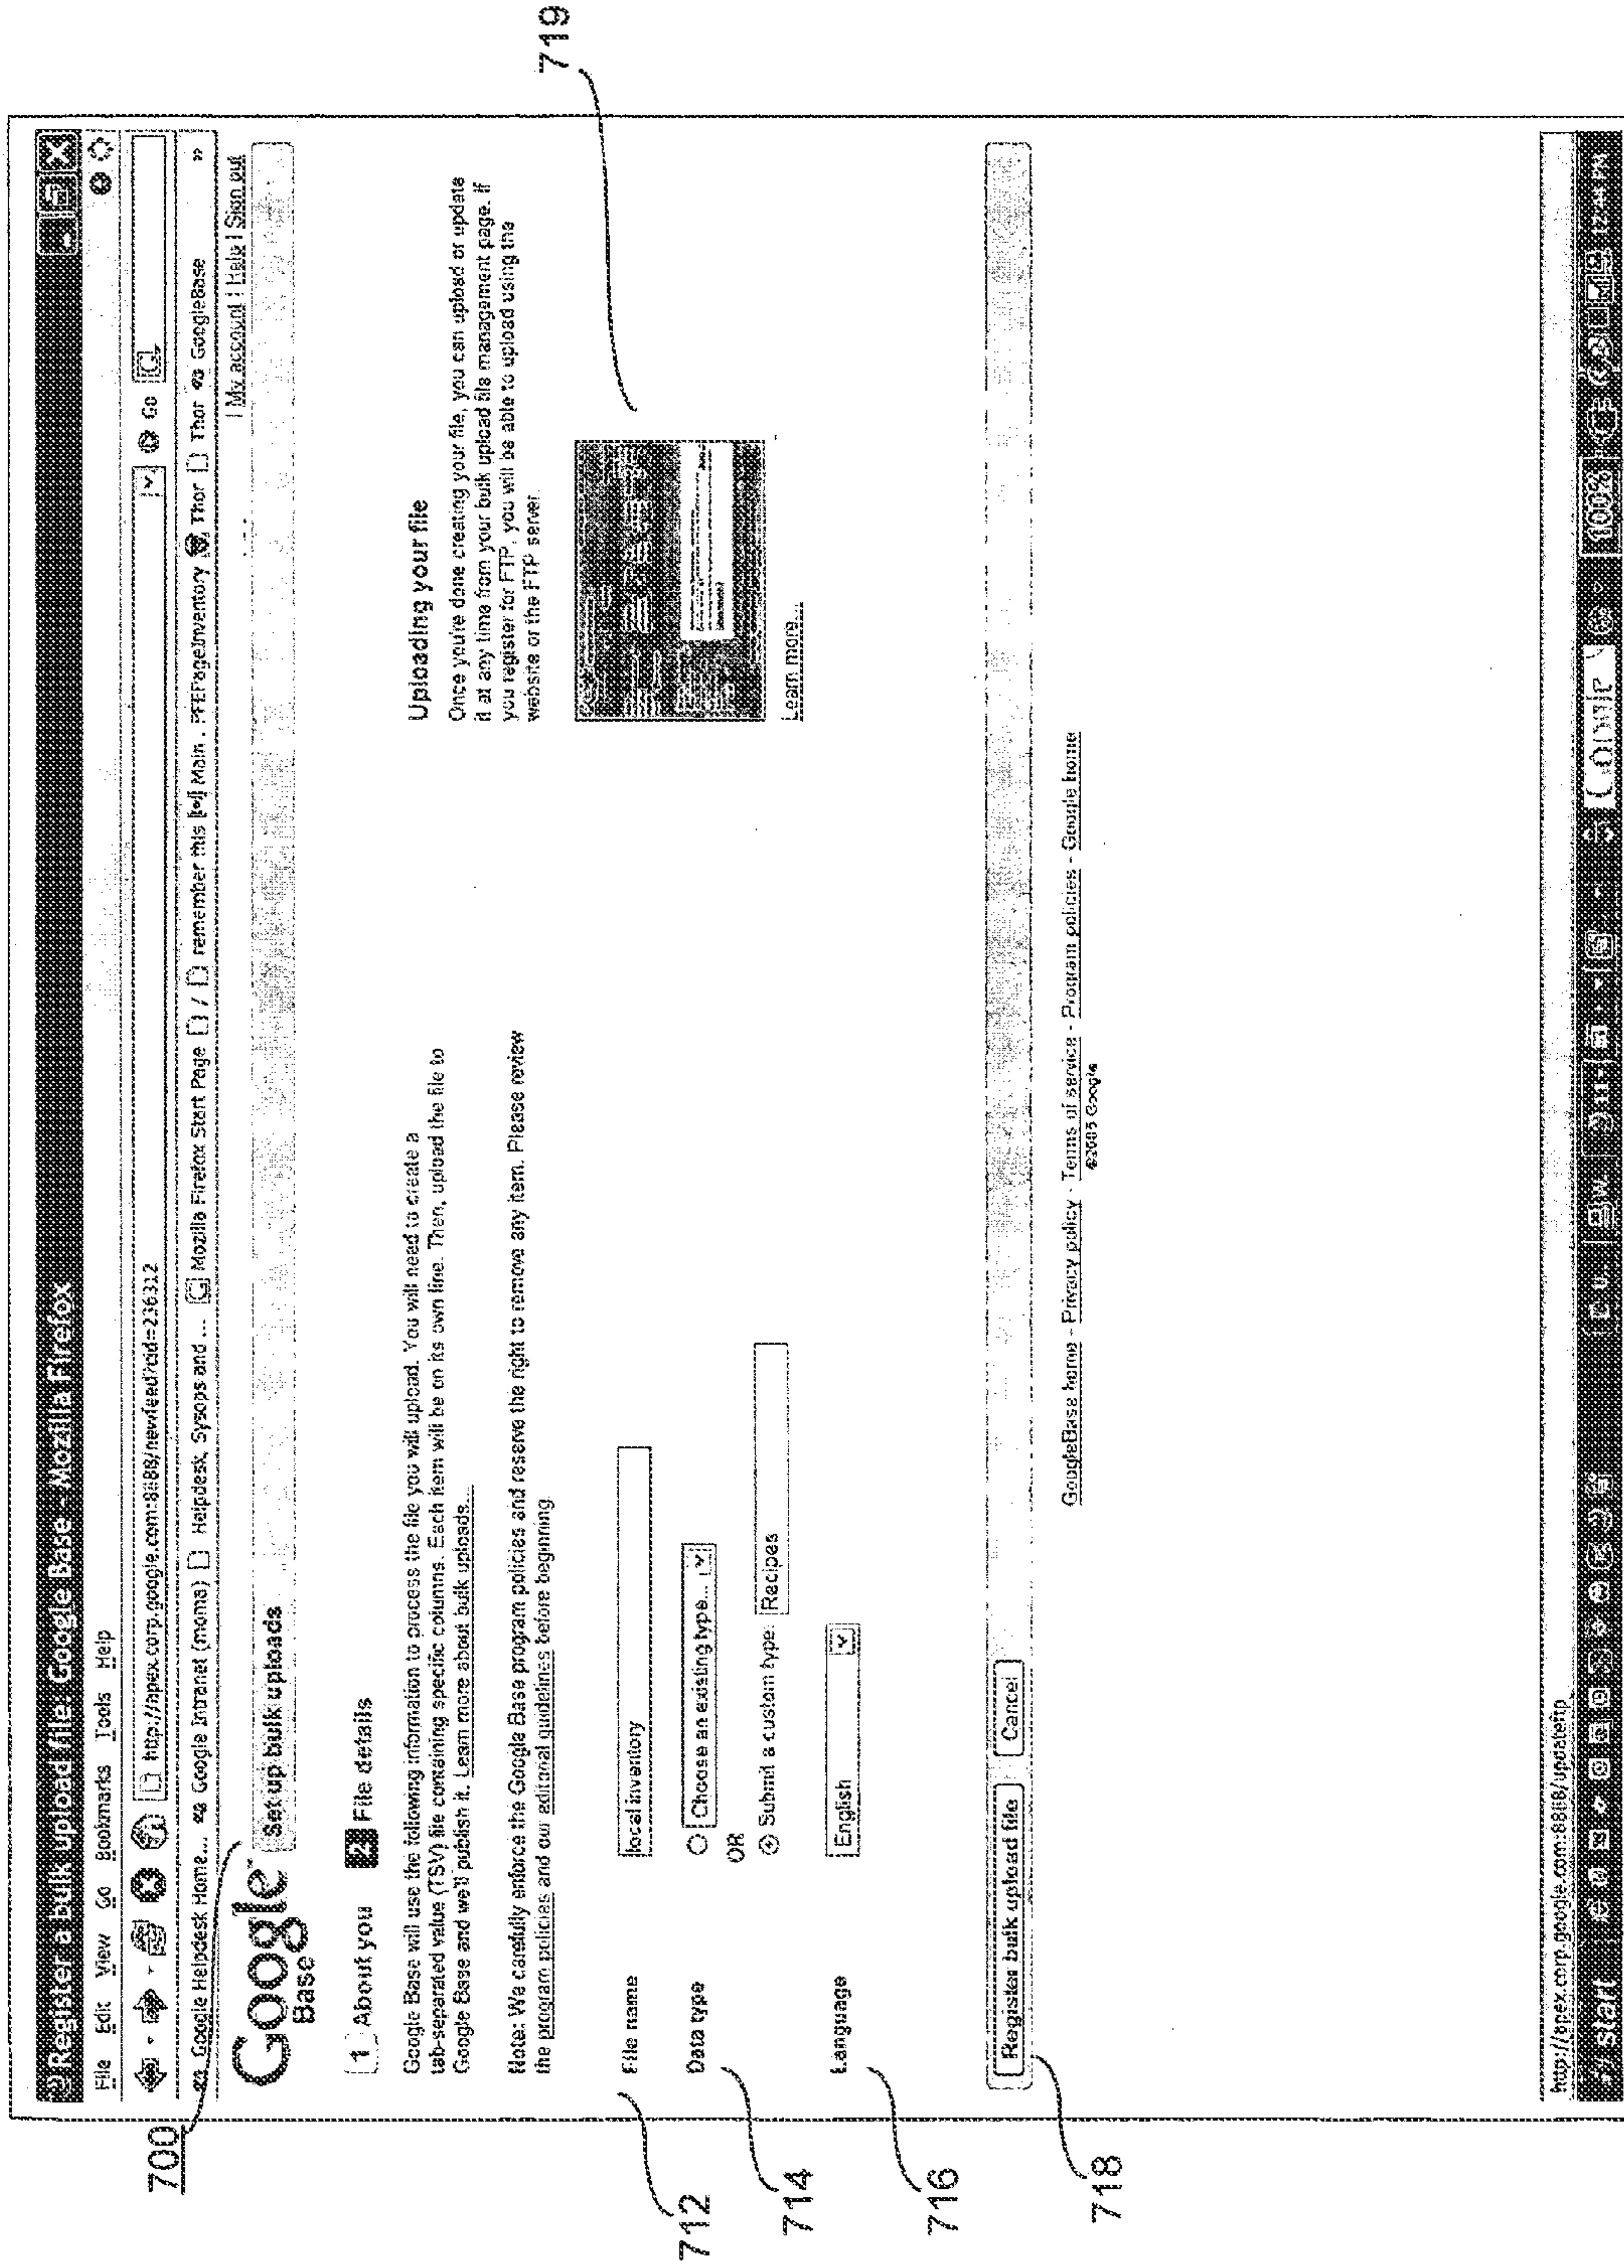 700
712
714
716
718
719
Register a bulk upload file: Google Base - Mozilla Firefox
File Edit View Go Bookmarks Tools Help
http://apex.corp.google.com:8888/newfeed?cid=236312
Go
Google Helpdesk Home... Google Intranet (moma) Helpdesk, Sysops and ... Mozilla Firefox Start Page / remember this Main . PFEPageInventory Thor Thor GoogleBase »
| My account | Help | Sign out
Google™
Base
Set up bulk uploads
1 About you 2 File details
Google Base will use the following information to process the file you will upload. You will need to create a
tab-separated value (TSV) file containing specific columns. Each item will be on its own line. Then, upload the file to
Google Base and we'll publish it. Learn more about bulk uploads...
Note: We carefully enforce the Google Base program policies and reserve the right to remove any item. Please review
the program policies and our editorial guidelines before beginning.
File name local inventory
Data type Choose an existing type...
OR
Submit a custom type: Recipes
Language English
Uploading your file
Once you're done creating your file, you can upload or update
it at any time from your bulk upload file management page. If
you register for FTP, you will be able to upload using the
website or the FTP server.
Learn more...
Register bulk upload file Cancel
GoogleBase home - Privacy policy - Terms of service - Program policies - Google home
©2005 Google
http://apex.corp.google.com:8888/updateftp
start 100%